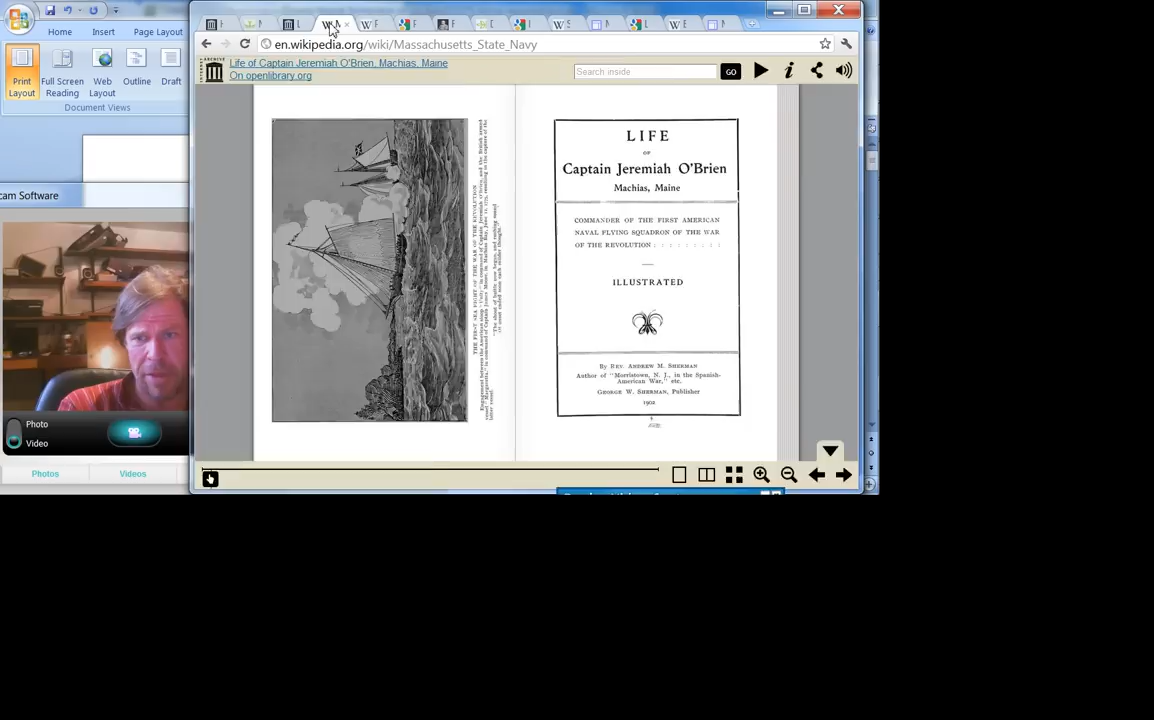 Home Insert Page Layout
Print Layout
Full Screen Reading
Web Layout
Outline
Draft
Document Views
cam Software
Photo
Video
Photos Videos
en.wikipedia.org/wiki/Massachusetts_State_Navy
Life of Captain Jeremiah O'Brien, Machias, Maine
On openlibrary.org
Search inside
GO
THE FIRST SEA FIGHT OF THE WAR OF THE REVOLUTION
LIFE
OF
Captain Jeremiah O'Brien
Machias, Maine
COMMANDER OF THE FIRST AMERICAN
NAVAL FLYING SQUADRON OF THE WAR
OF THE REVOLUTION : : : : : : : :
ILLUSTRATED
By Rev. Andrew M. Sherman
Author of "Morristown, N. J., in the Spanish-
American War," etc.
George W. Sherman, Publisher
1902